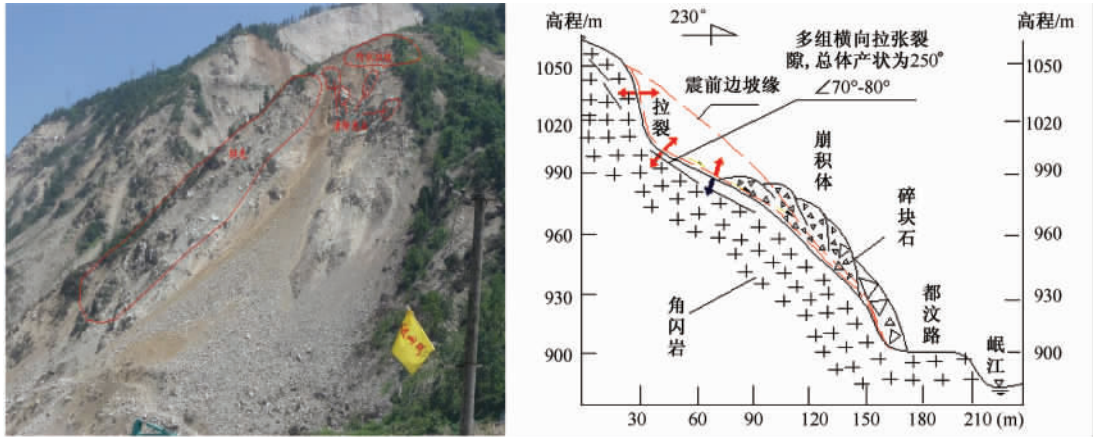 高程/m
230°
多组横向拉张裂
隙,总体产状为250°
∠70°-80°
震前边坡缘
拉裂
崩积体
碎块石
角闪岩
都汶路
岷江
1050
1020
990
960
930
900
高程/m
1050
1020
990
960
930
900
30 60 90 120 150 180 210 (m)